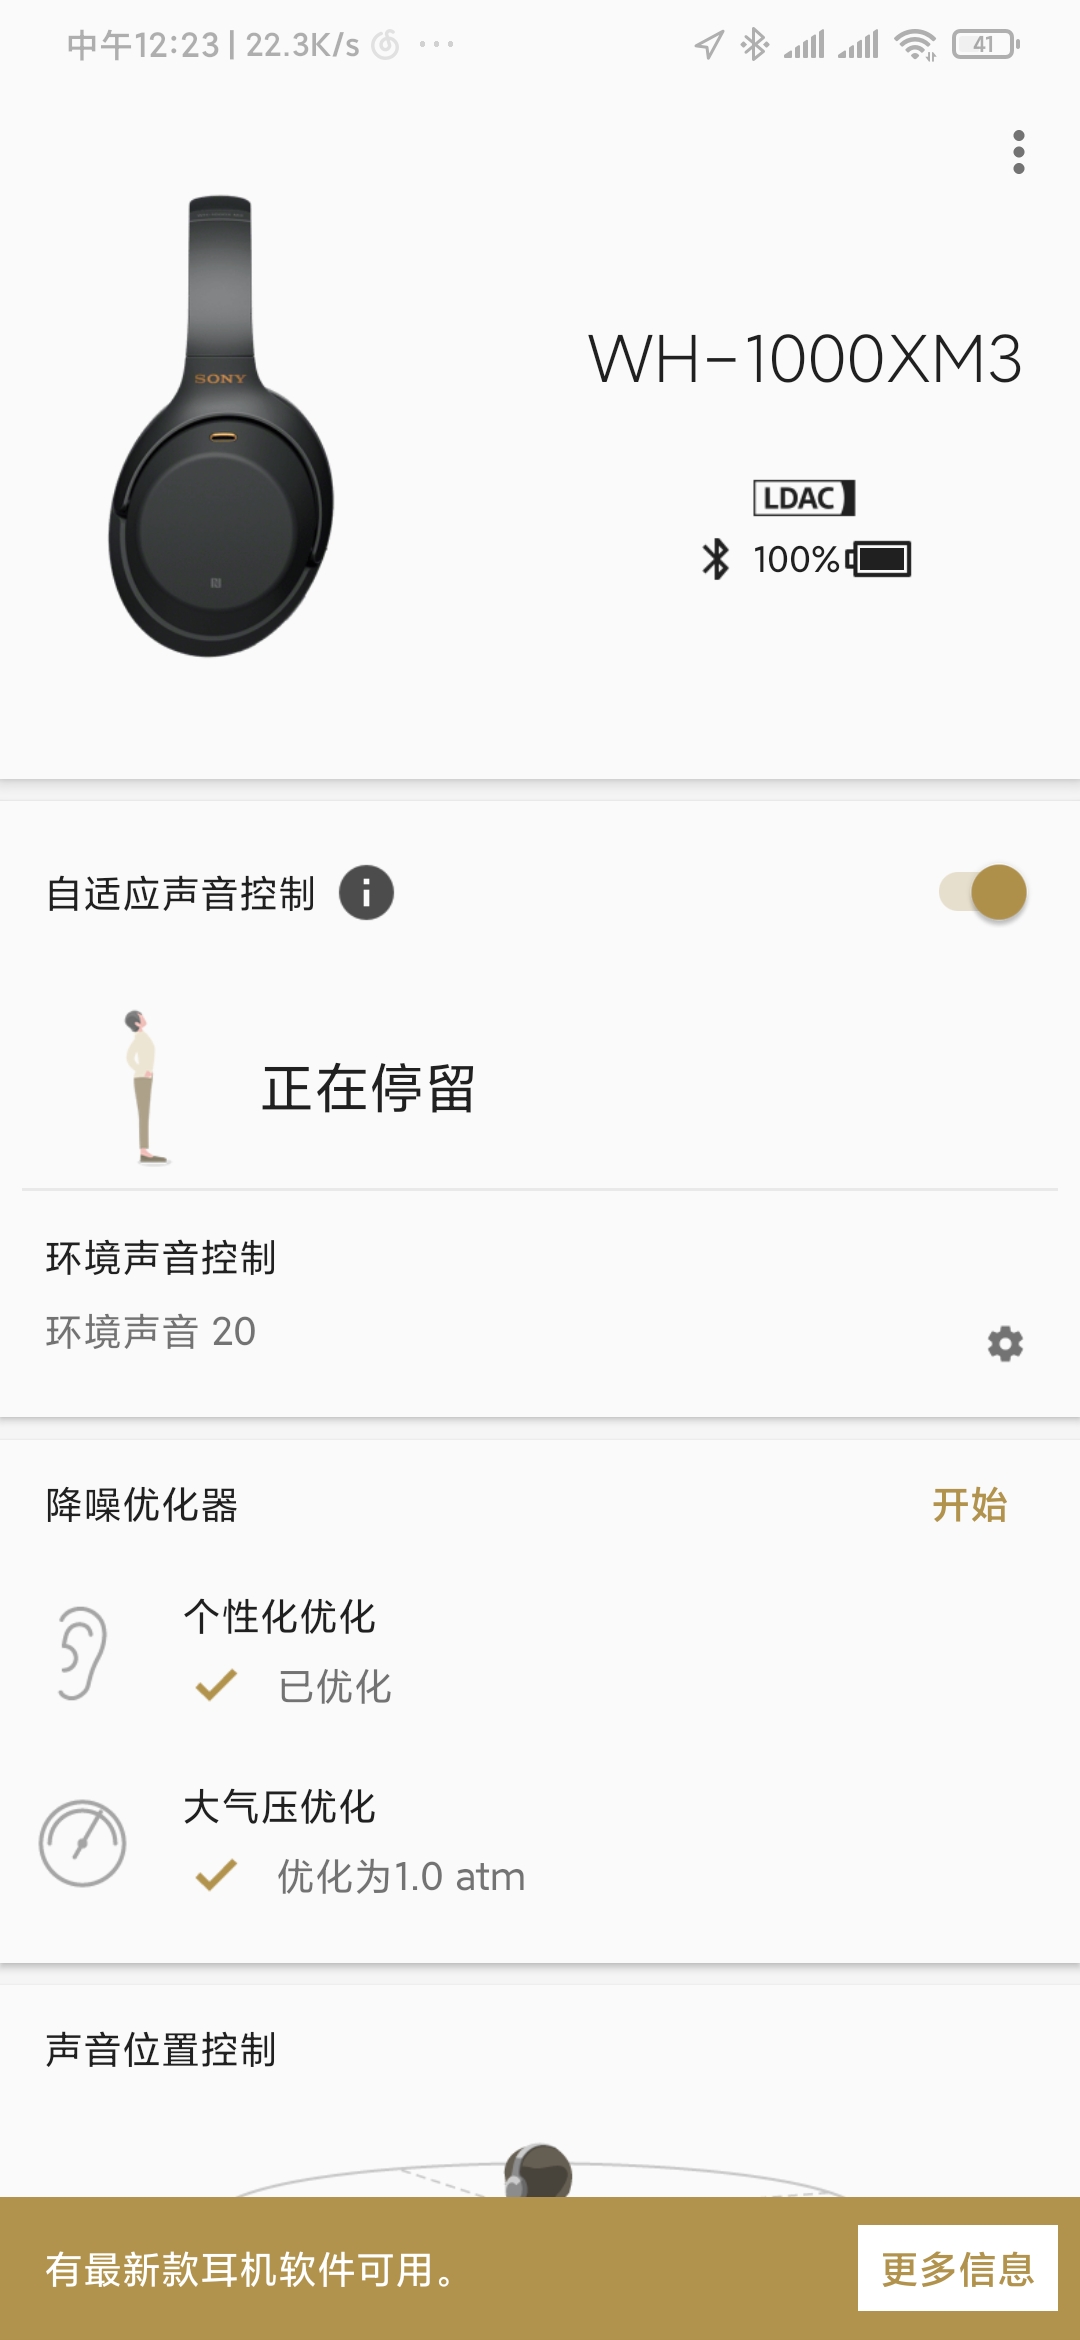 中午12:23 | 22.3K/s ···
41
SONY
WH-1000XM3
LDAC
100%
自适应声音控制
正在停留
环境声音控制
环境声音 20
降噪优化器 开始
个性化优化
已优化
大气压优化
优化为1.0 atm
声音位置控制
有最新款耳机软件可用。 更多信息